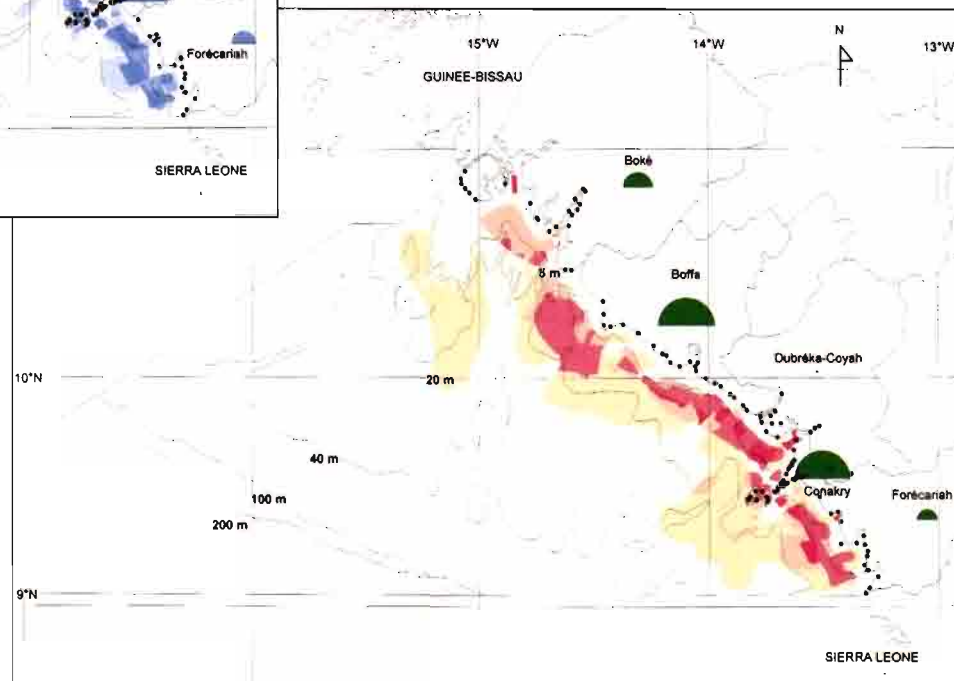 Forécariah
SIERRA LEONE
15°W
14°W
N
13°W
GUINEE-BISSAU
Boké
Boffa
5 m
Dubréka-Coyah
10°N
20 m
40 m
Conakry
Forécariah
100 m
200 m
9°N
SIERRA LEONE